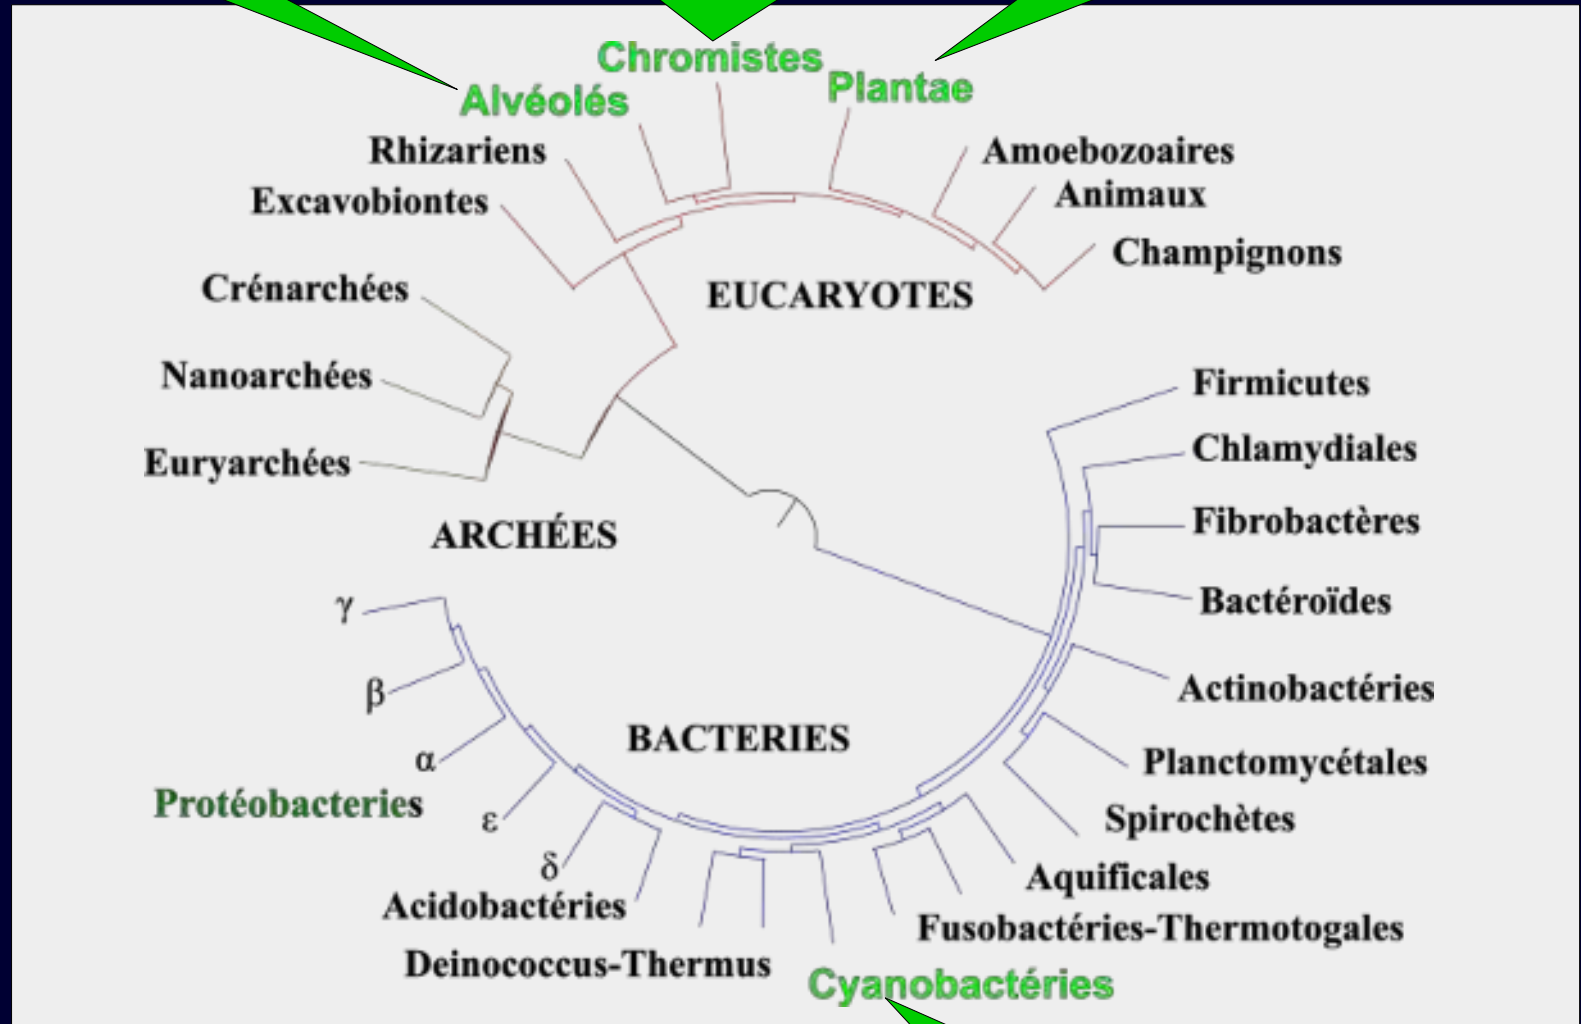 Chromistes
Plantae
Alvéolés
Rhizariens
Amoebozoaires
Excavobiontes
Animaux
Champignons
Crénarchées
EUCARYOTES
Nanoarchées
Firmicutes
Euryarchées
Chlamydiales
ARCHÉES
Fibrobactères
γ
Bactéroïdes
β
Actinobactéries
α
BACTERIES
Planctomycétales
Protéobacteries
ε
Spirochètes
δ
Aquificales
Acidobactéries
Fusobactéries-Thermotogales
Deinococcus-Thermus
Cyanobactéries